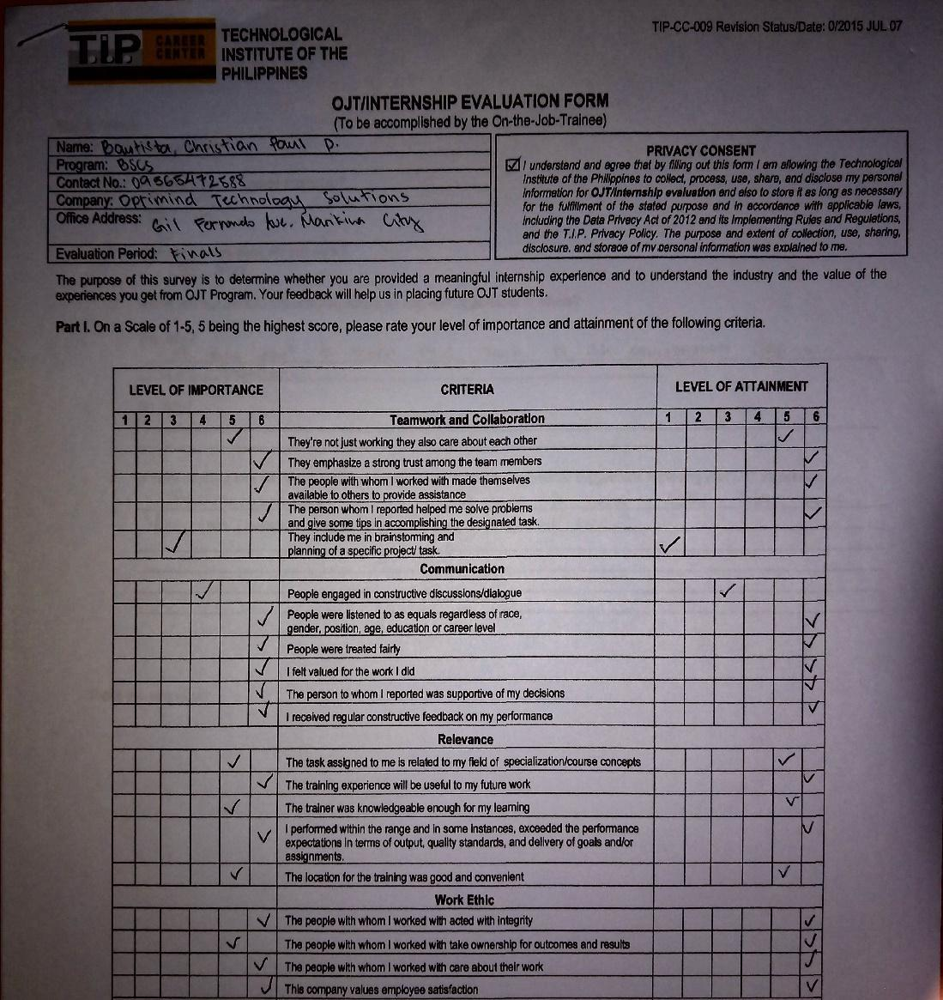 TIP-CC-009 Revision Status/Date: 0/2015 JUL 07
T.I.P CAREER CENTER
TECHNOLOGICAL
INSTITUTE OF THE
PHILIPPINES
OJT/INTERNSHIP EVALUATION FORM
(To be accomplished by the On-the-Job-Trainee)
Name: Bautista, Christian Paul D.
Program: BSCS
Contact No.: 09565472588
Company: Optimind Technology Solutions
Office Address: Gil Fernando Ave. Marikina City
Evaluation Period: Finals
PRIVACY CONSENT
☑ I understand and agree that by filling out this form I am allowing the Technological
Institute of the Philippines to collect, process, use, share, and disclose my personal
information for OJT/Internship evaluation and also to store it as long as necessary
for the fulfillment of the stated purpose and in accordance with applicable laws,
including the Data Privacy Act of 2012 and its Implementing Rules and Regulations,
and the T.I.P. Privacy Policy. The purpose and extent of collection, use, sharing,
disclosure, and storage of my personal information was explained to me.
The purpose of this survey is to determine whether you are provided a meaningful internship experience and to understand the industry and the value of the
experiences you get from OJT Program. Your feedback will help us in placing future OJT students.
Part I. On a Scale of 1-5, 5 being the highest score, please rate your level of importance and attainment of the following criteria.
LEVEL OF IMPORTANCE CRITERIA LEVEL OF ATTAINMENT
1 2 3 4 5 6 Teamwork and Collaboration 1 2 3 4 5 6
They're not just working they also care about each other
They emphasize a strong trust among the team members
The people with whom I worked with made themselves
available to others to provide assistance
The person whom I reported helped me solve problems
and give some tips in accomplishing the designated task.
They include me in brainstorming and
planning of a specific project/ task.
Communication
People engaged in constructive discussions/dialogue
People were listened to as equals regardless of race,
gender, position, age, education or career level
People were treated fairly
I felt valued for the work I did
The person to whom I reported was supportive of my decisions
I received regular constructive feedback on my performance
Relevance
The task assigned to me is related to my field of specialization/course concepts
The training experience will be useful to my future work
The trainer was knowledgeable enough for my learning
I performed within the range and in some instances, exceeded the performance
expectations in terms of output, quality standards, and delivery of goals and/or
assignments.
The location for the training was good and convenient
Work Ethic
The people with whom I worked with acted with integrity
The people with whom I worked with take ownership for outcomes and results
The people with whom I worked with care about their work
This company values employee satisfaction